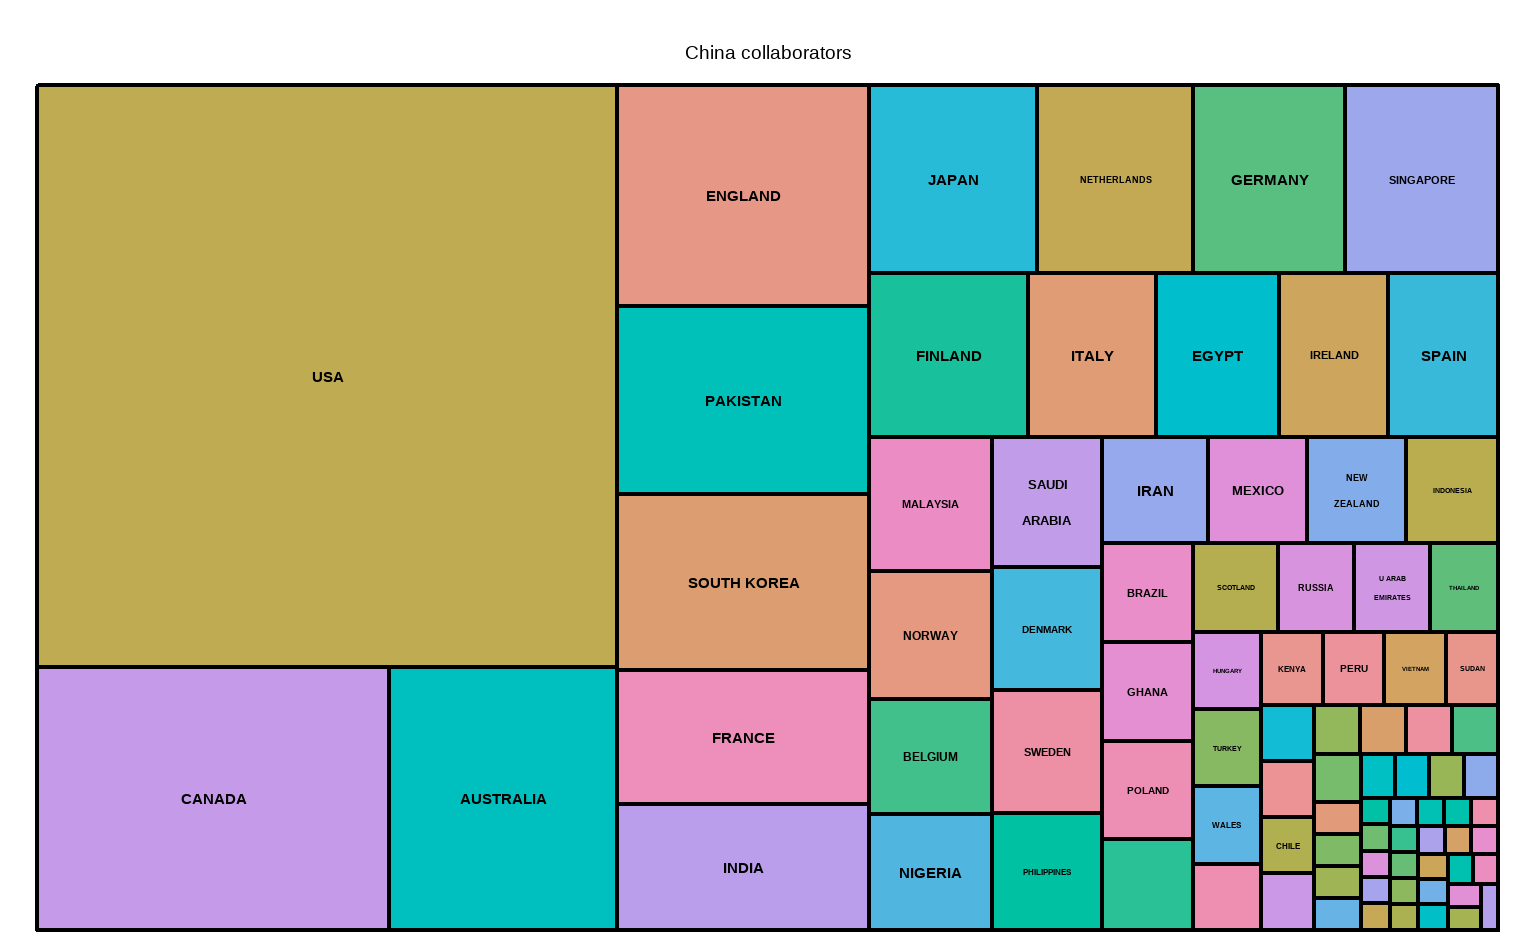 China collaborators
USA
CANADA
AUSTRALIA
ENGLAND
PAKISTAN
SOUTH KOREA
FRANCE
INDIA
JAPAN
NETHERLANDS
GERMANY
SINGAPORE
FINLAND
ITALY
EGYPT
IRELAND
SPAIN
MALAYSIA
NORWAY
BELGIUM
NIGERIA
SAUDI
ARABIA
DENMARK
SWEDEN
PHILIPPINES
IRAN
MEXICO
NEW
ZEALAND
INDONESIA
BRAZIL
GHANA
POLAND
SCOTLAND
RUSSIA
U ARAB
EMIRATES
THAILAND
HUNGARY
TURKEY
WALES
KENYA
PERU
VIETNAM
SUDAN
CHILE